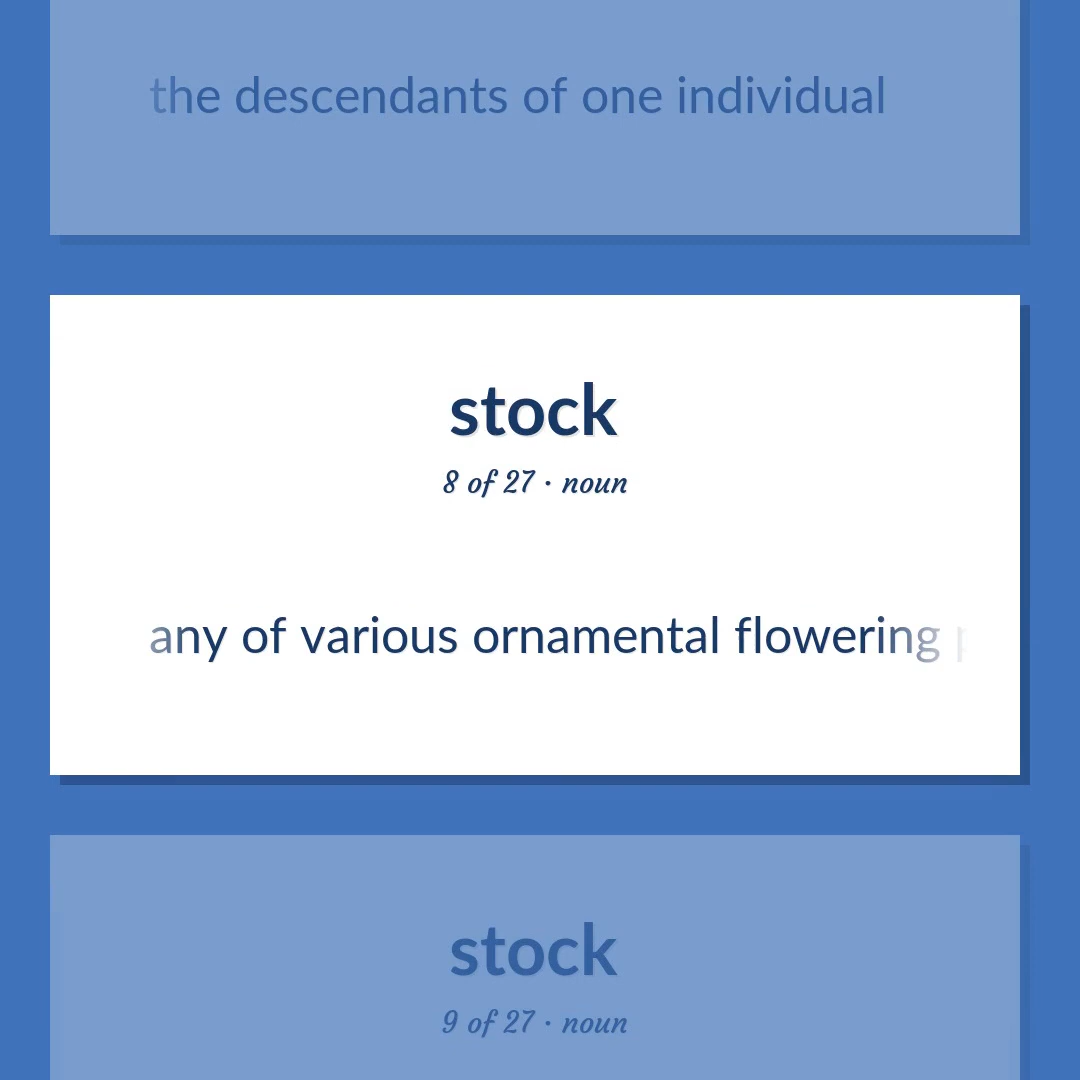 the descendants of one individual
stock
8 of 27 · noun
any of various ornamental flowering
stock
9 of 27 · noun